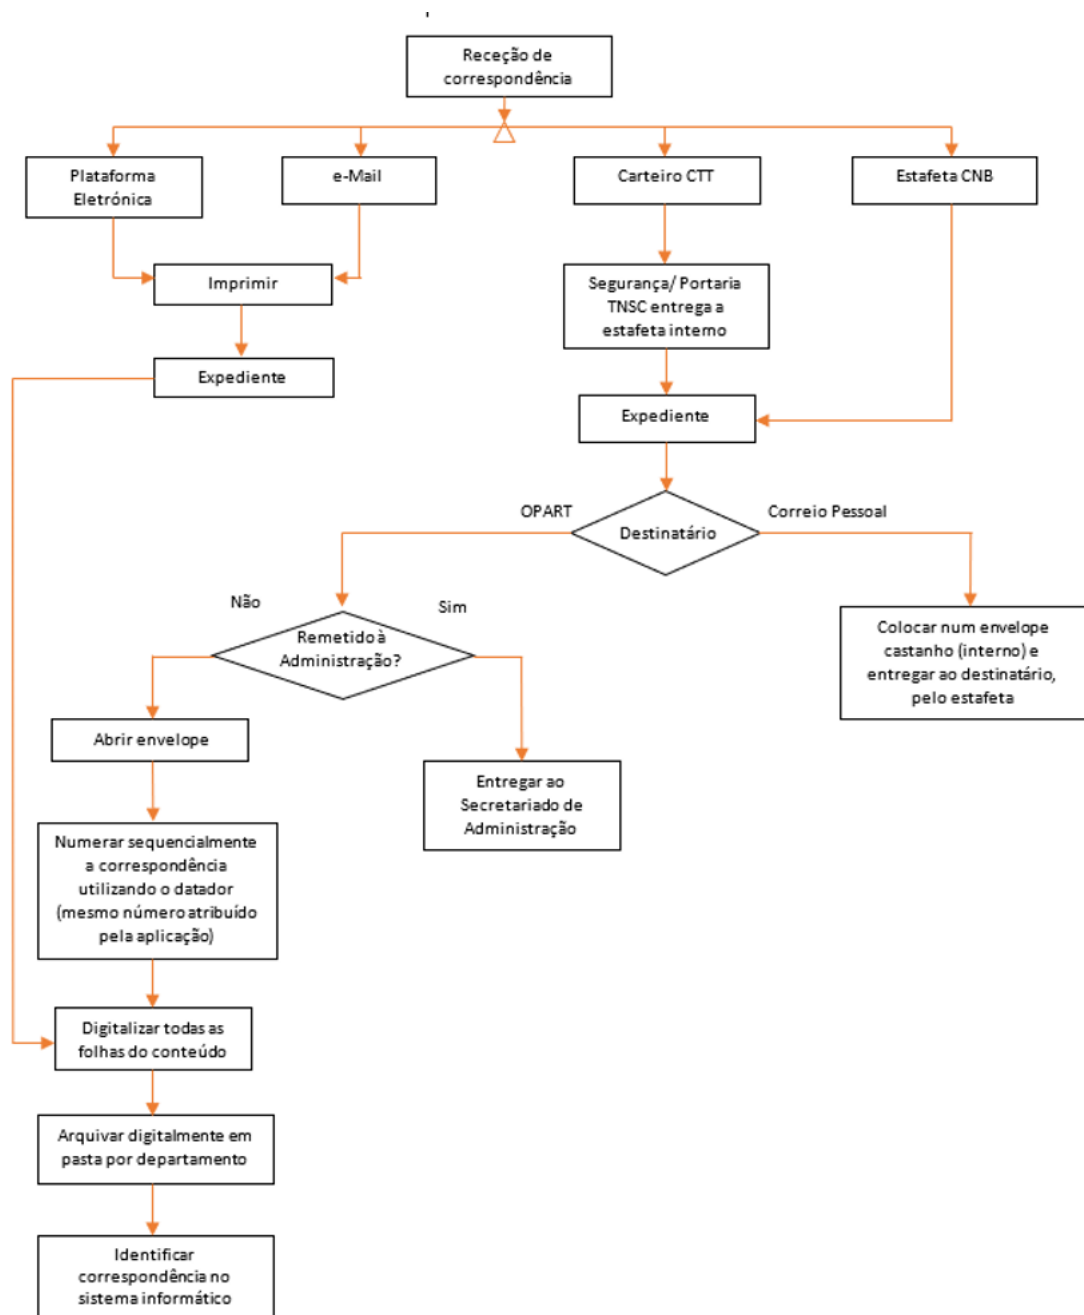 Receção de
correspondência
Plataforma
Eletrónica
e-Mail
Carteiro CTT
Estafeta CNB
Imprimir
Segurança/ Portaria
TNSC entrega a
estafeta interno
Expediente
Expediente
OPART
Destinatário
Correio Pessoal
Não
Sim
Remetido à
Administração?
Colocar num envelope
castanho (interno) e
entregar ao destinatário,
pelo estafeta
Abrir envelope
Entregar ao
Secretariado de
Administração
Numerar sequencialmente
a correspondência
utilizando o datador
(mesmo número atribuído
pela aplicação)
Digitalizar todas as
folhas do conteúdo
Arquivar digitalmente em
pasta por departamento
Identificar
correspondência no
sistema informático